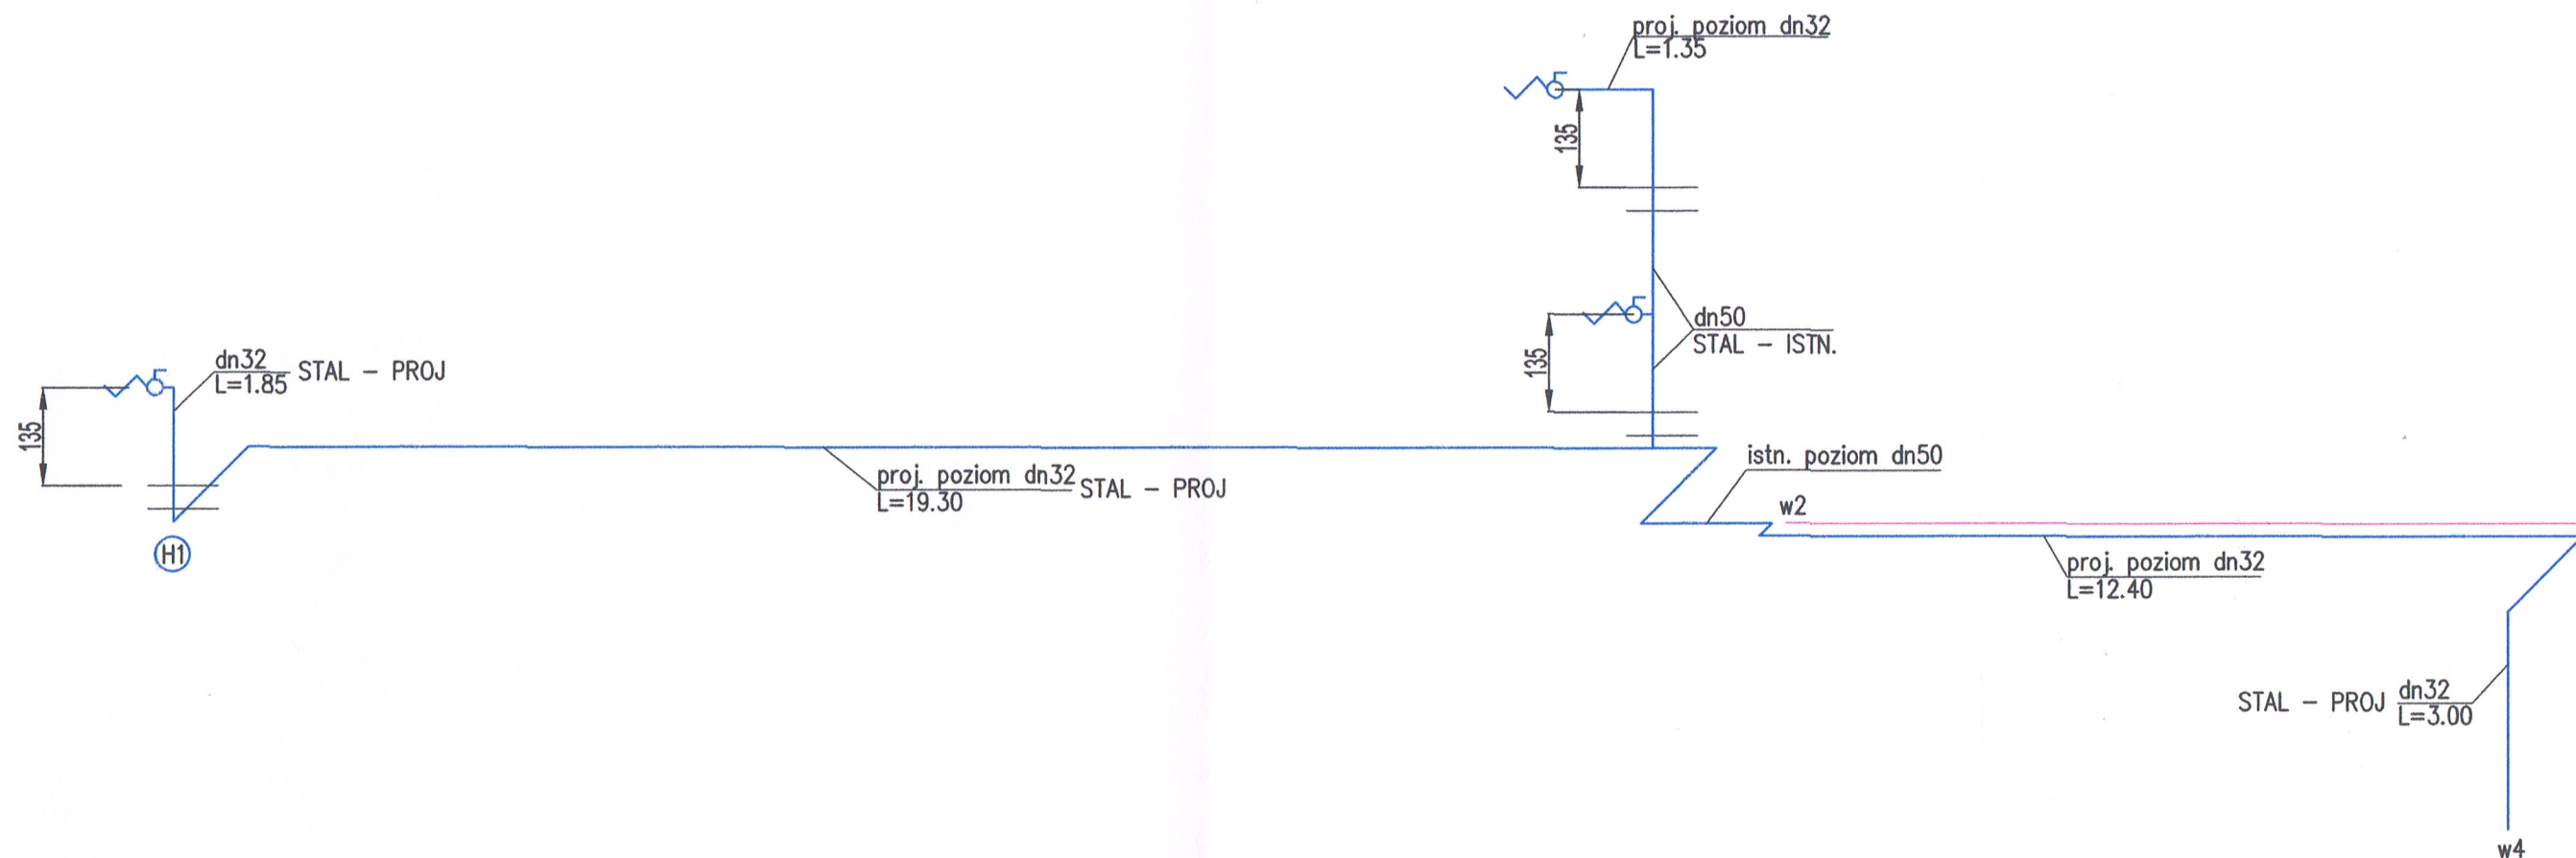 proj. poziom dn32
L=1.35
135
dn50
STAL – ISTN.
135
dn32
L=1.85
STAL – PROJ
135
H1
proj. poziom dn32
L=19.30
STAL – PROJ
istn. poziom dn50
w2
proj. poziom dn32
L=12.40
STAL – PROJ
dn32
L=3.00
w4